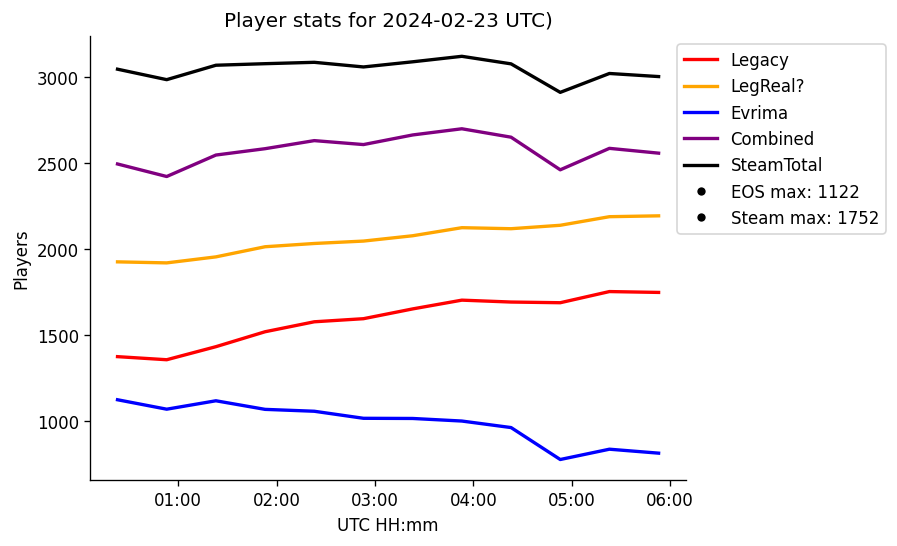 Player stats for 2024-02-23 UTC)
Legacy
LegReal?
Evrima
Combined
SteamTotal
EOS max: 1122
Steam max: 1752
Players
3000
2500
2000
1500
1000
01:00
02:00
03:00
04:00
05:00
06:00
UTC HH:mm